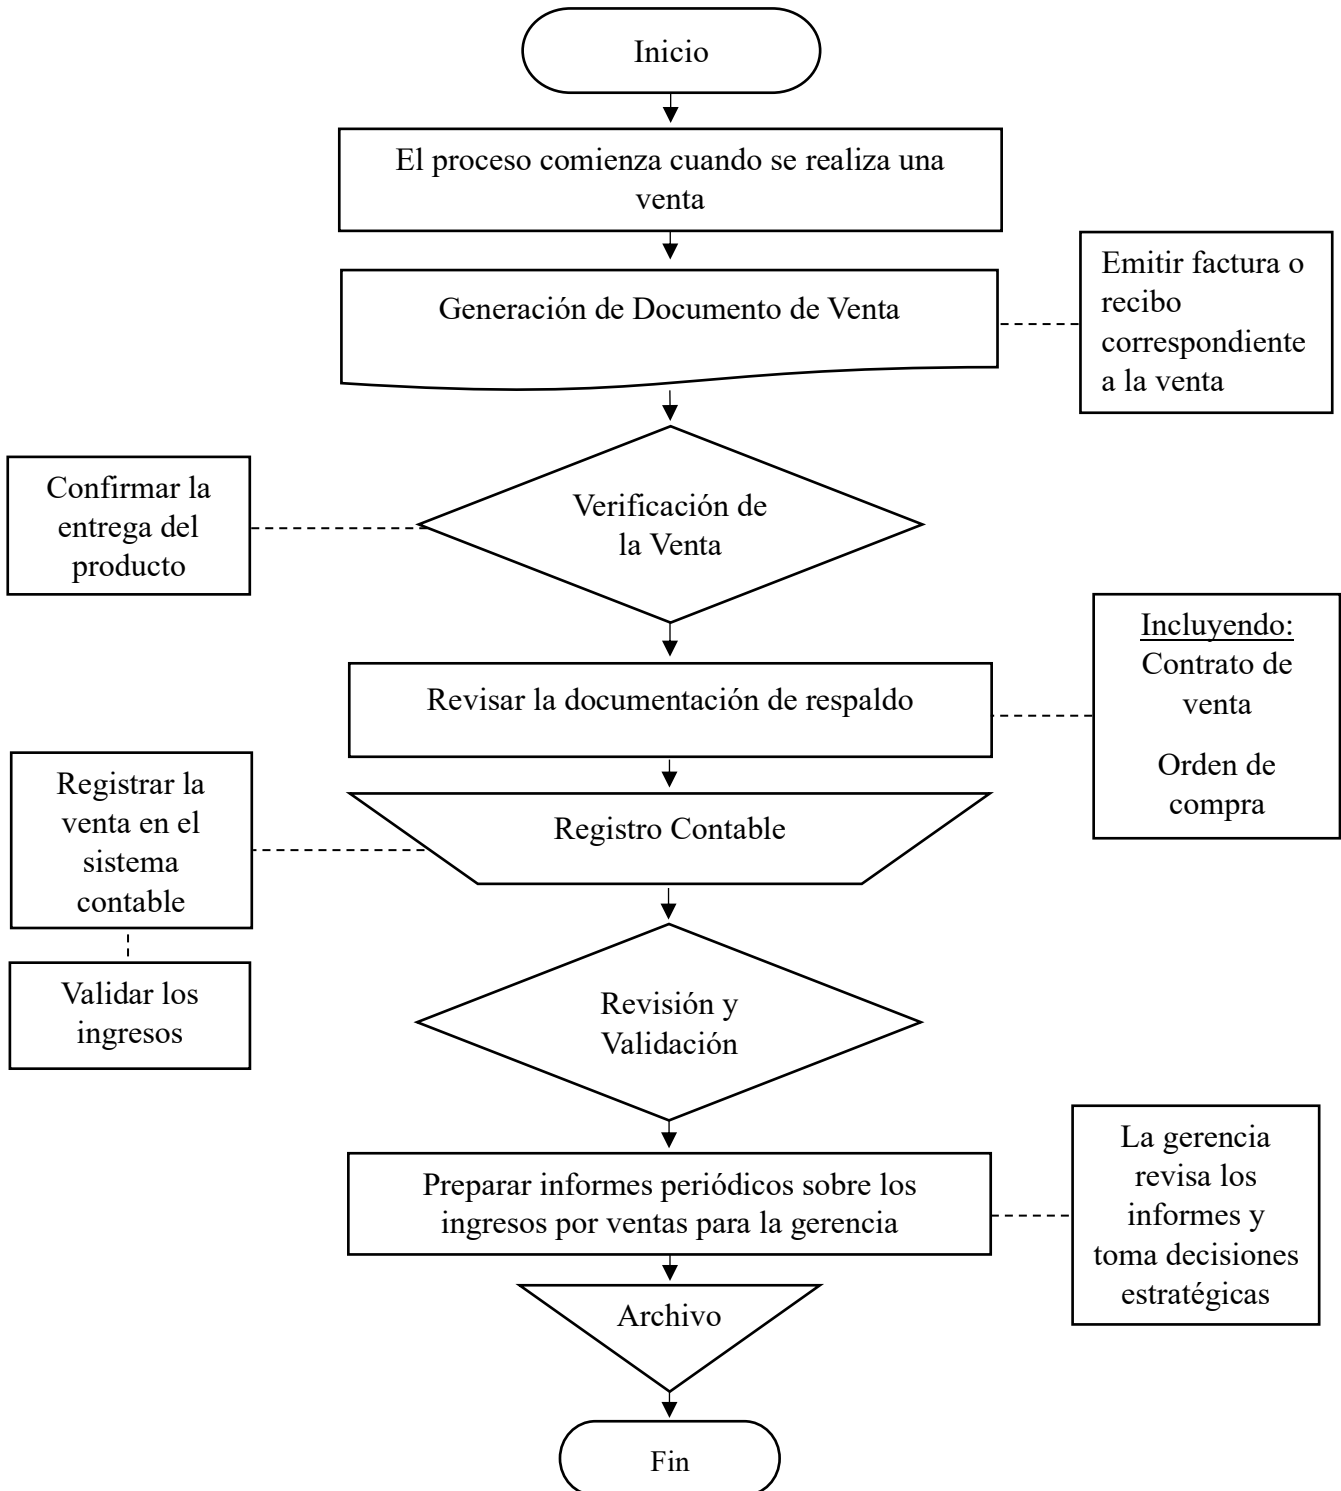 Inicio
El proceso comienza cuando se realiza una
venta
Generación de Documento de Venta
Emitir factura o
recibo
correspondiente
a la venta
Verificación de
la Venta
Confirmar la
entrega del
producto
Revisar la documentación de respaldo
Incluyendo:
Contrato de
venta
Orden de
compra
Registro Contable
Registrar la
venta en el
sistema
contable
Validar los
ingresos
Revisión y
Validación
Preparar informes periódicos sobre los
ingresos por ventas para la gerencia
La gerencia
revisa los
informes y
toma decisiones
estratégicas
Archivo
Fin